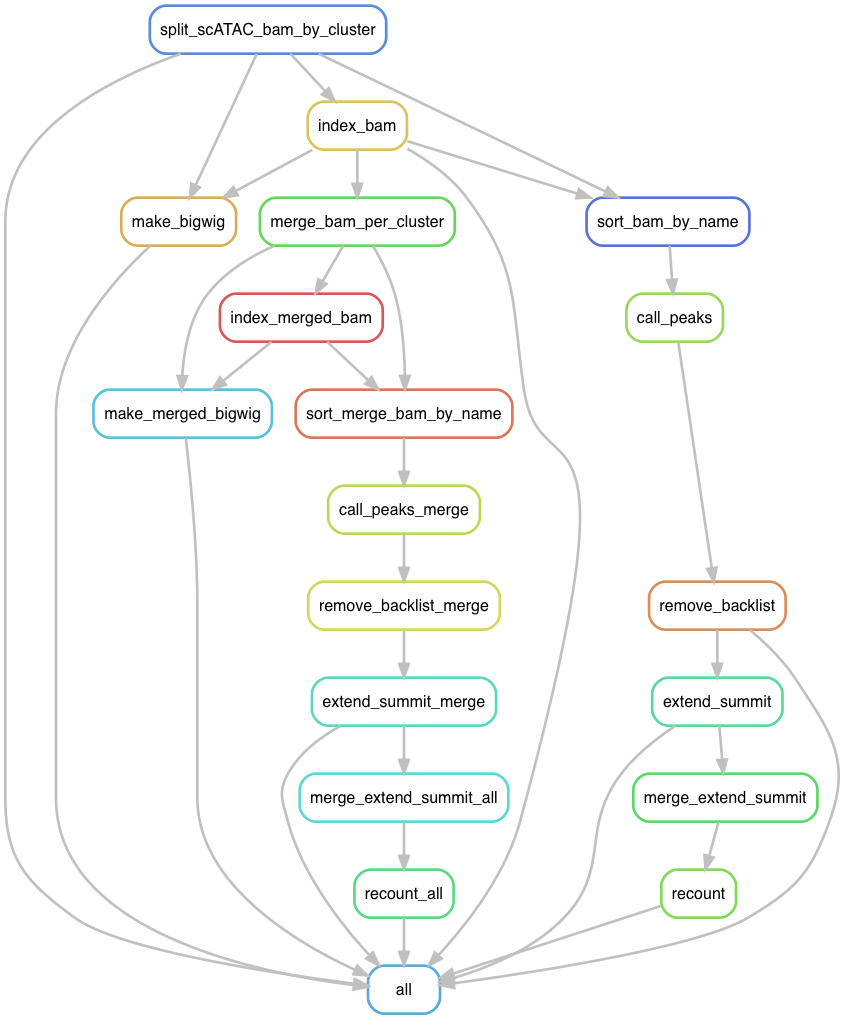 split_scATAC_bam_by_cluster
index_bam
make_bigwig
merge_bam_per_cluster
sort_bam_by_name
index_merged_bam
call_peaks
make_merged_bigwig
sort_merge_bam_by_name
call_peaks_merge
remove_backlist_merge
remove_backlist
extend_summit_merge
extend_summit
merge_extend_summit_all
merge_extend_summit
recount_all
recount
all